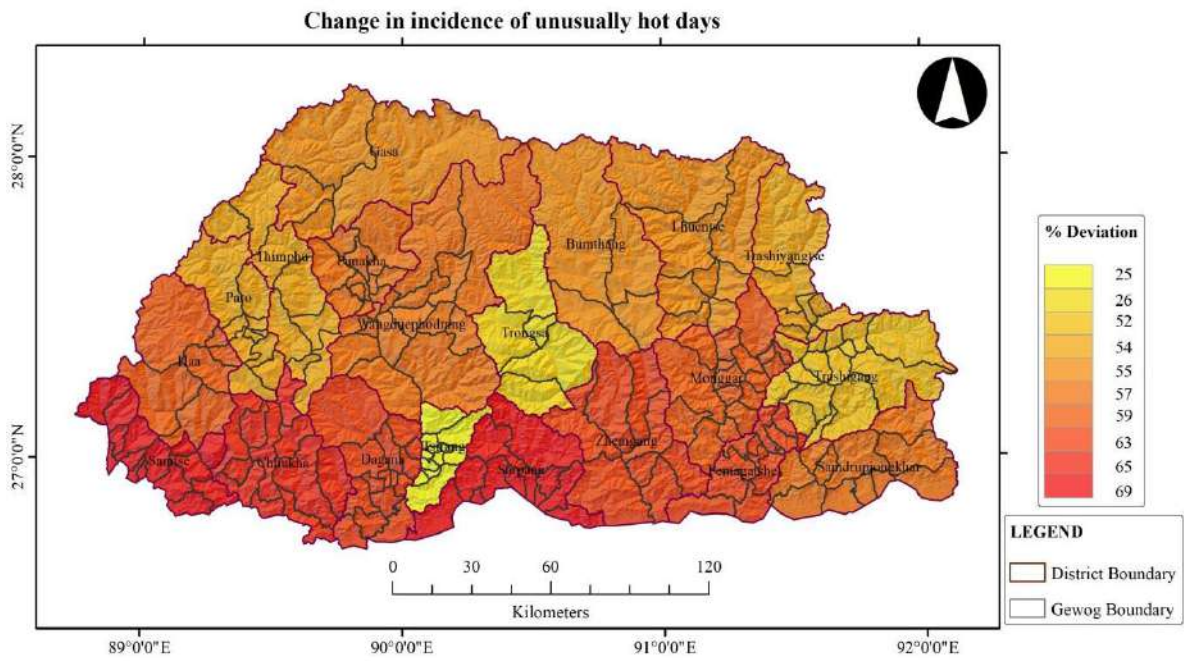 Change in incidence of unusually hot days
28°0'0"N
27°0'0"N
Gasa
Thimphu
Punakha
Paro
Wangduephodrang
Haa
Bumthang
Lhuentse
Trashiyangtse
Trongsa
Monggar
Trashigang
Samtse
Chhukha
Dagana
Tsirang
Sarpang
Zhemgang
Pemagatshel
Samdrupjongkhar
0 30 60 120
Kilometers
89°0'0"E 90°0'0"E 91°0'0"E 92°0'0"E
% Deviation
25
26
52
54
55
57
59
63
65
69
LEGEND
District Boundary
Gewog Boundary